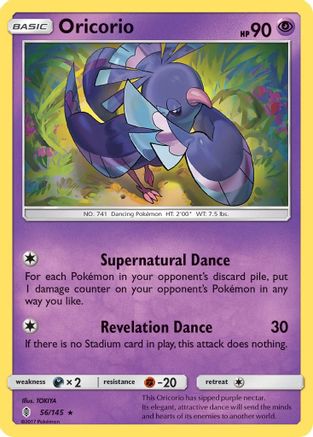 BASIC Oricorio HP 90
NO. 741 Dancing Pokémon HT: 2'00" WT: 7.5 lbs.
Supernatural Dance
For each Pokémon in your opponent's discard pile, put
1 damage counter on your opponent's Pokémon in
any way you like.
Revelation Dance 30
If there is no Stadium card in play, this attack does nothing.
weakness ×2 resistance -20 retreat
Illus. TOKIYA
56/145 ★
©2017 Pokémon
This Oricorio has sipped purple nectar.
Its elegant, attractive dance will send the minds
and hearts of its enemies to another world.